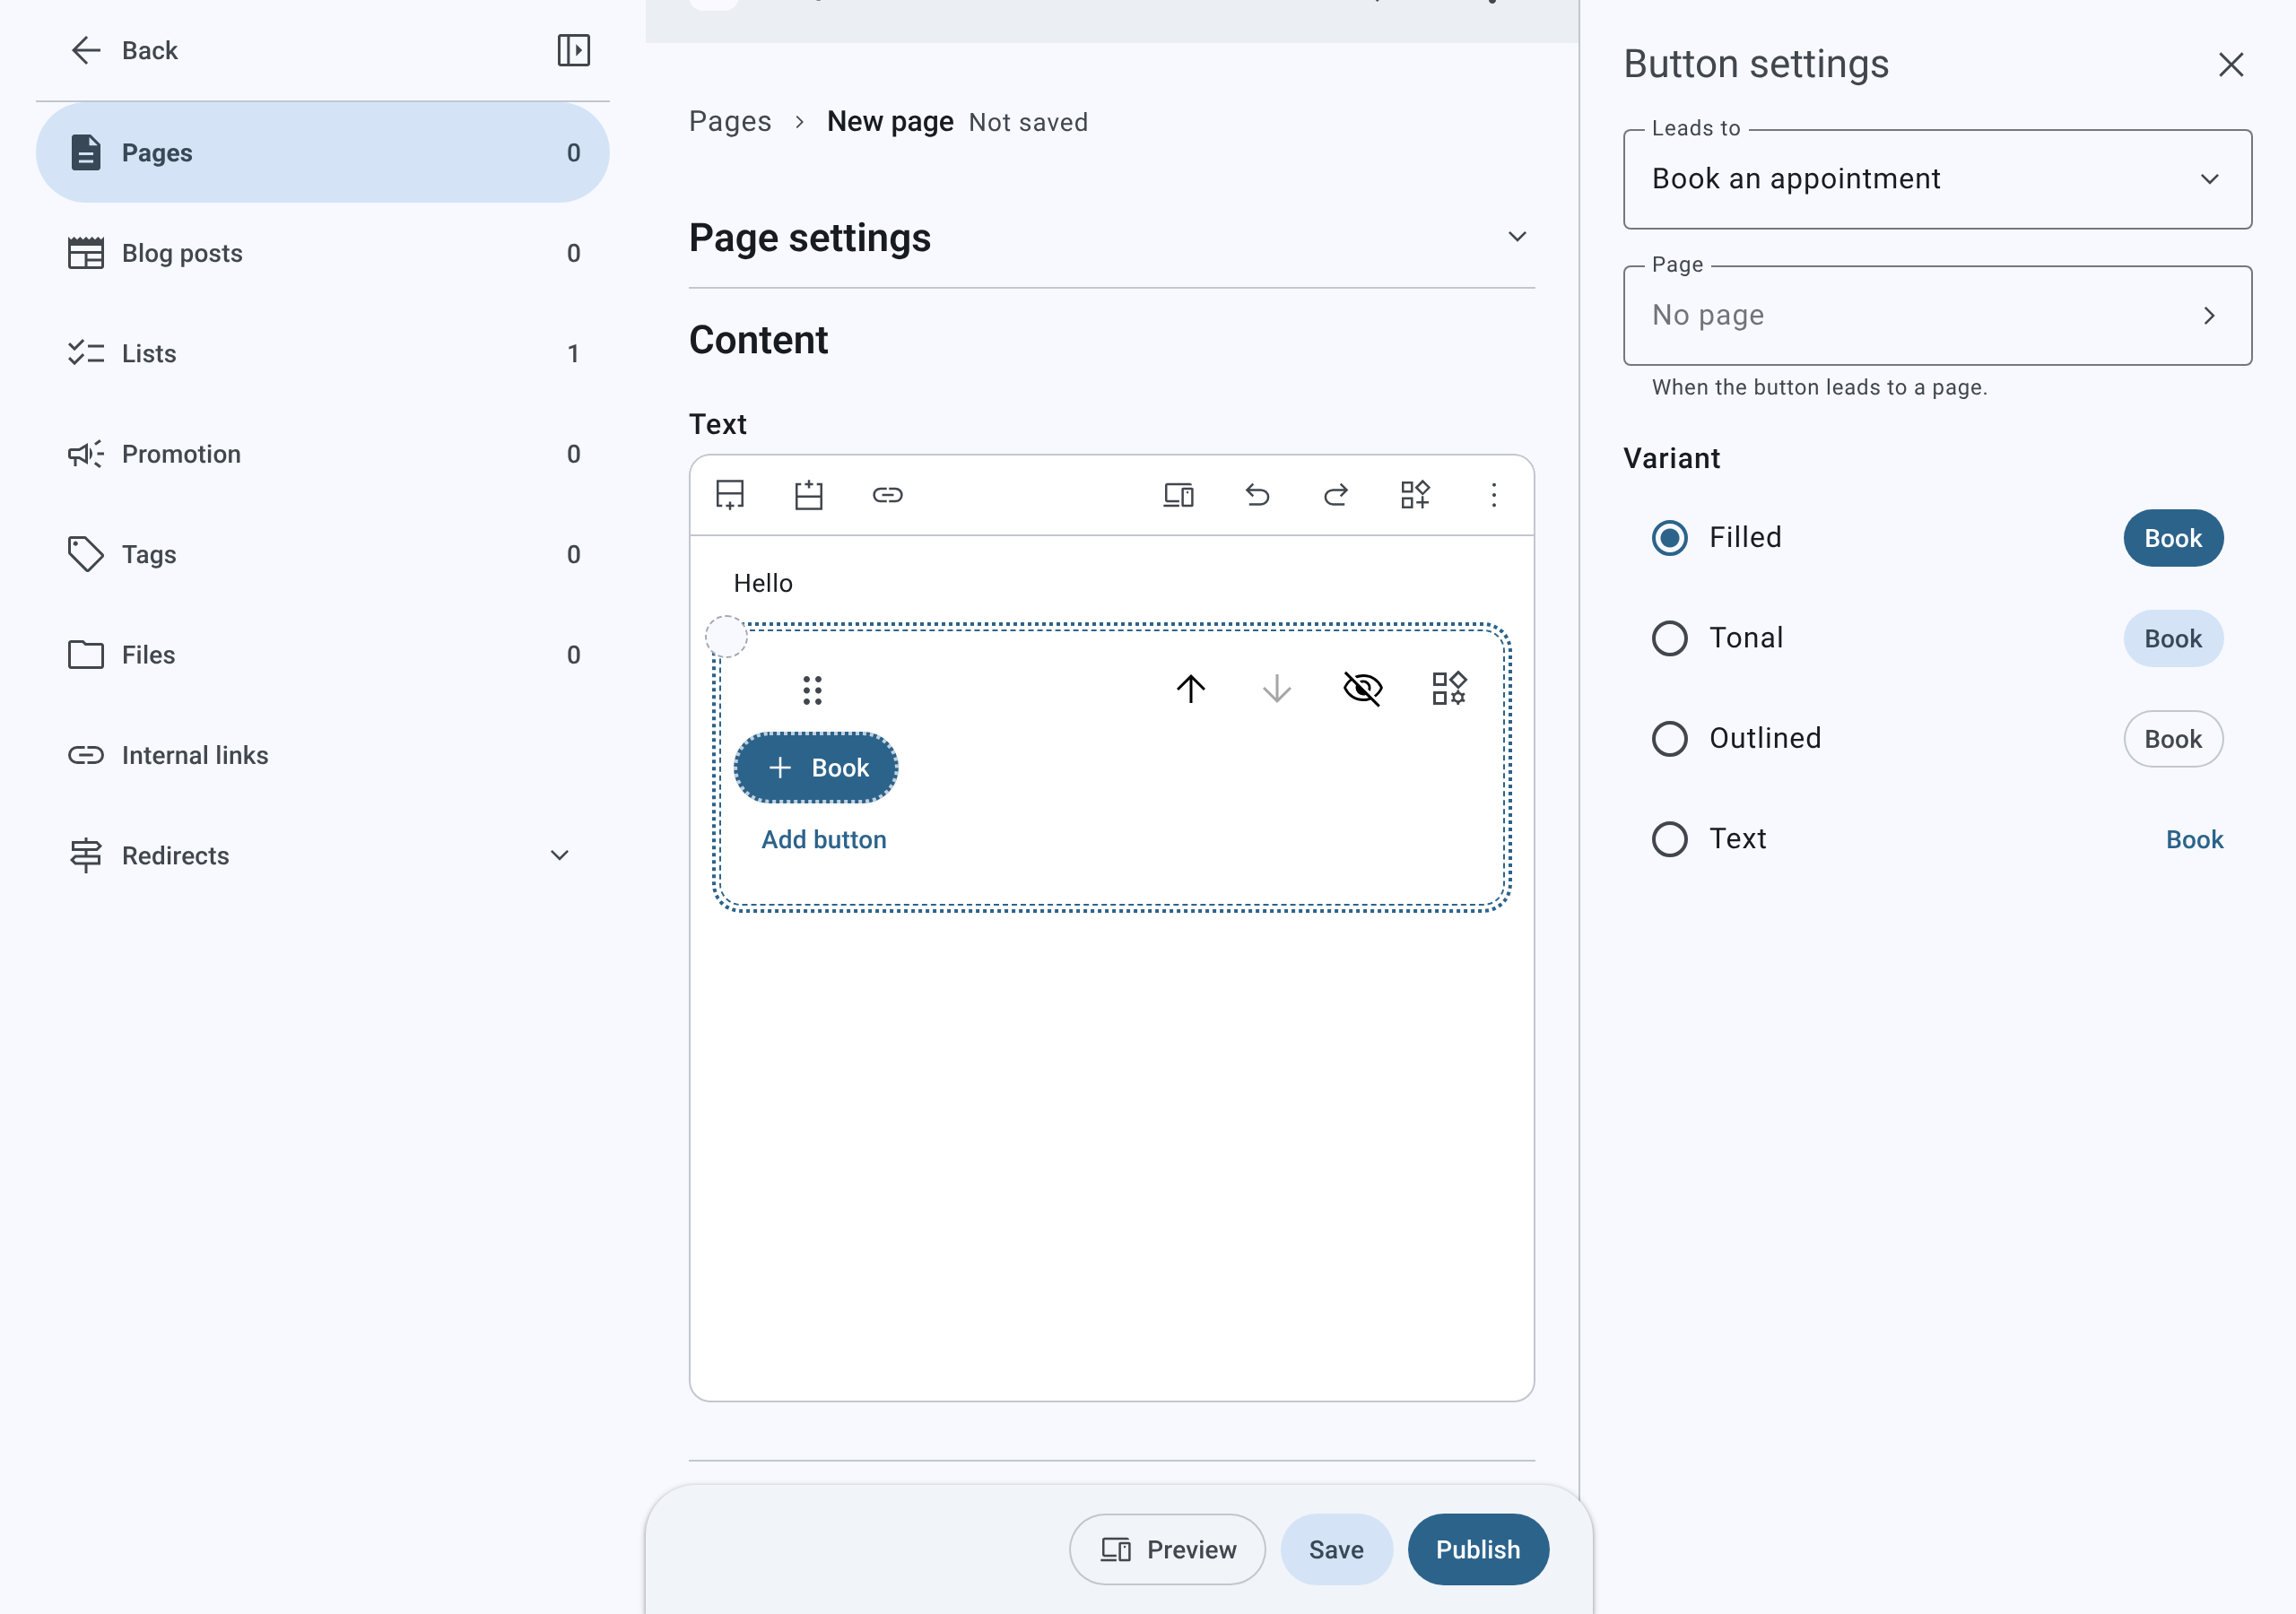 Back
Pages 0
Blog posts 0
Lists 1
Promotion 0
Tags 0
Files 0
Internal links
Redirects
Pages › New page Not saved
Page settings
Content
Text
Hello
Book
Add button
Preview Save Publish
Button settings
Leads to
Book an appointment
Page
No page
When the button leads to a page.
Variant
Filled Book
Tonal Book
Outlined Book
Text Book